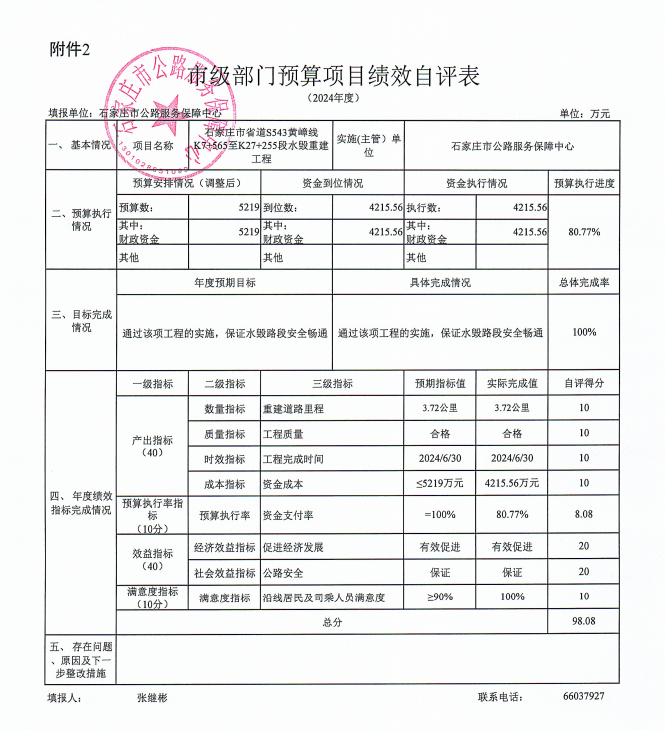 附件2
市级部门预算项目绩效自评表
（2024年度）
填报单位：石家庄市公路服务保障中心 单位：万元
一、 基本情况 项目名称 石家庄市省道S543黄嶂线K7+565至K27+255段水毁重建工程 实施(主管）单位 石家庄市公路服务保障中心
二、预算执行情况 预算安排情况（调整后） 资金到位情况 资金执行情况 预算执行进度
预算数： 5219 到位数： 4215.56 执行数： 4215.56 80.77%
其中：财政资金 5219 其中：财政资金 4215.56 其中：财政资金 4215.56
其他 其他 其他
三、目标完成情况 年度预期目标 具体完成情况 总体完成率
通过该项工程的实施，保证水毁路段安全畅通 通过该项工程的实施，保证水毁路段安全畅通 100%
四、 年度绩效指标完成情况 一级指标 二级指标 三级指标 预期指标值 实际完成值 自评得分
产出指标（40） 数量指标 重建道路里程 3.72公里 3.72公里 10
质量指标 工程质量 合格 合格 10
时效指标 工程完成时间 2024/6/30 2024/6/30 10
成本指标 资金成本 ≤5219万元 4215.56万元 10
预算执行率指标（10分） 预算执行率 资金支付率 =100% 80.77% 8.08
效益指标（40） 经济效益指标 促进经济发展 有效促进 有效促进 20
社会效益指标 公路安全 保证 保证 20
满意度指标（10分） 满意度指标 沿线居民及司乘人员满意度 ≥90% 100% 10
总分 98.08
五、 存在问题、原因及下一步整改措施
填报人： 张继彬 联系电话： 66037927
石家庄市公路服务保障中心